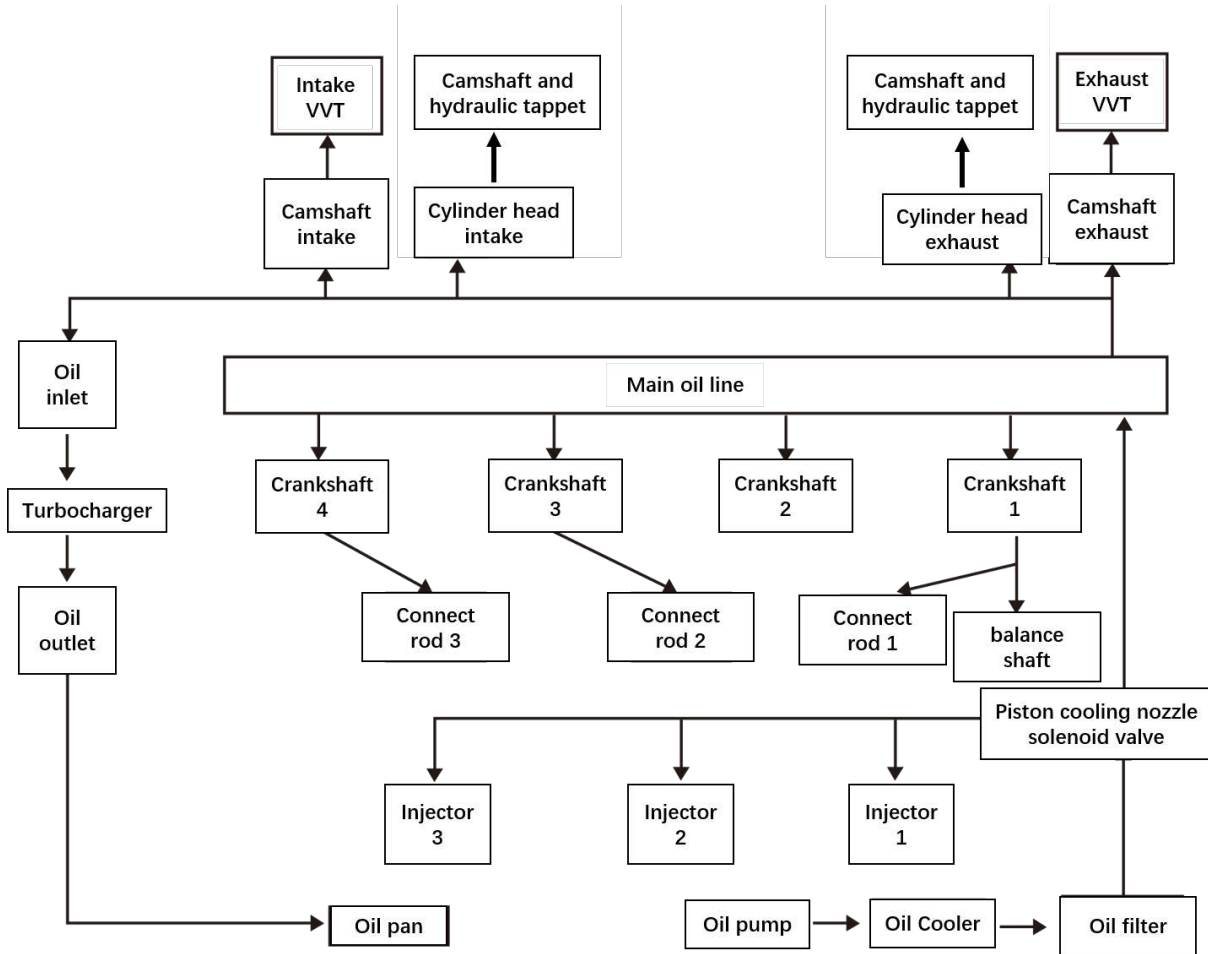 Intake
VVT
Camshaft and
hydraulic tappet
Camshaft and
hydraulic tappet
Exhaust
VVT
Camshaft
intake
Cylinder head
intake
Cylinder head
exhaust
Camshaft
exhaust
Oil
inlet
Main oil line
Turbocharger
Crankshaft
4
Crankshaft
3
Crankshaft
2
Crankshaft
1
Oil
outlet
Connect
rod 3
Connect
rod 2
Connect
rod 1
balance
shaft
Piston cooling nozzle
solenoid valve
Injector
3
Injector
2
Injector
1
Oil pan
Oil pump
Oil Cooler
Oil filter